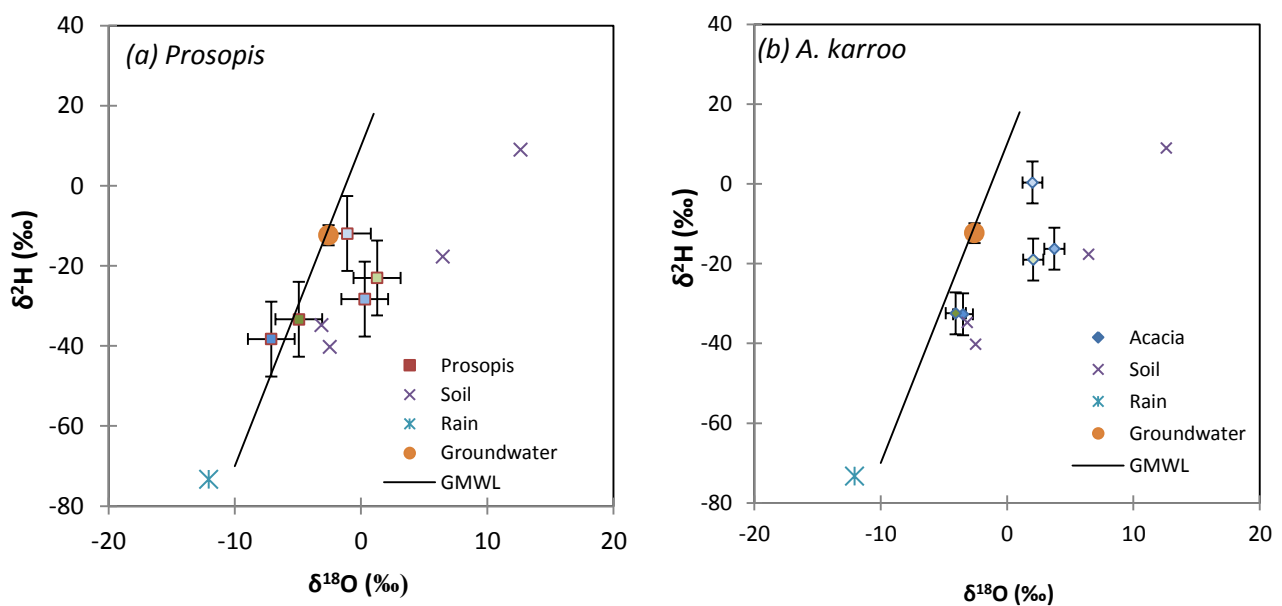 (a) Prosopis
40
20
0
-20
-40
-60
-80
-20
-10
0
10
20
δ²H (‰)
δ¹⁸O (‰)
Prosopis
Soil
Rain
Groundwater
GMWL
(b) A. karroo
40
20
0
-20
-40
-60
-80
-20
-10
0
10
20
δ²H (‰)
δ¹⁸O (‰)
Acacia
Soil
Rain
Groundwater
GMWL